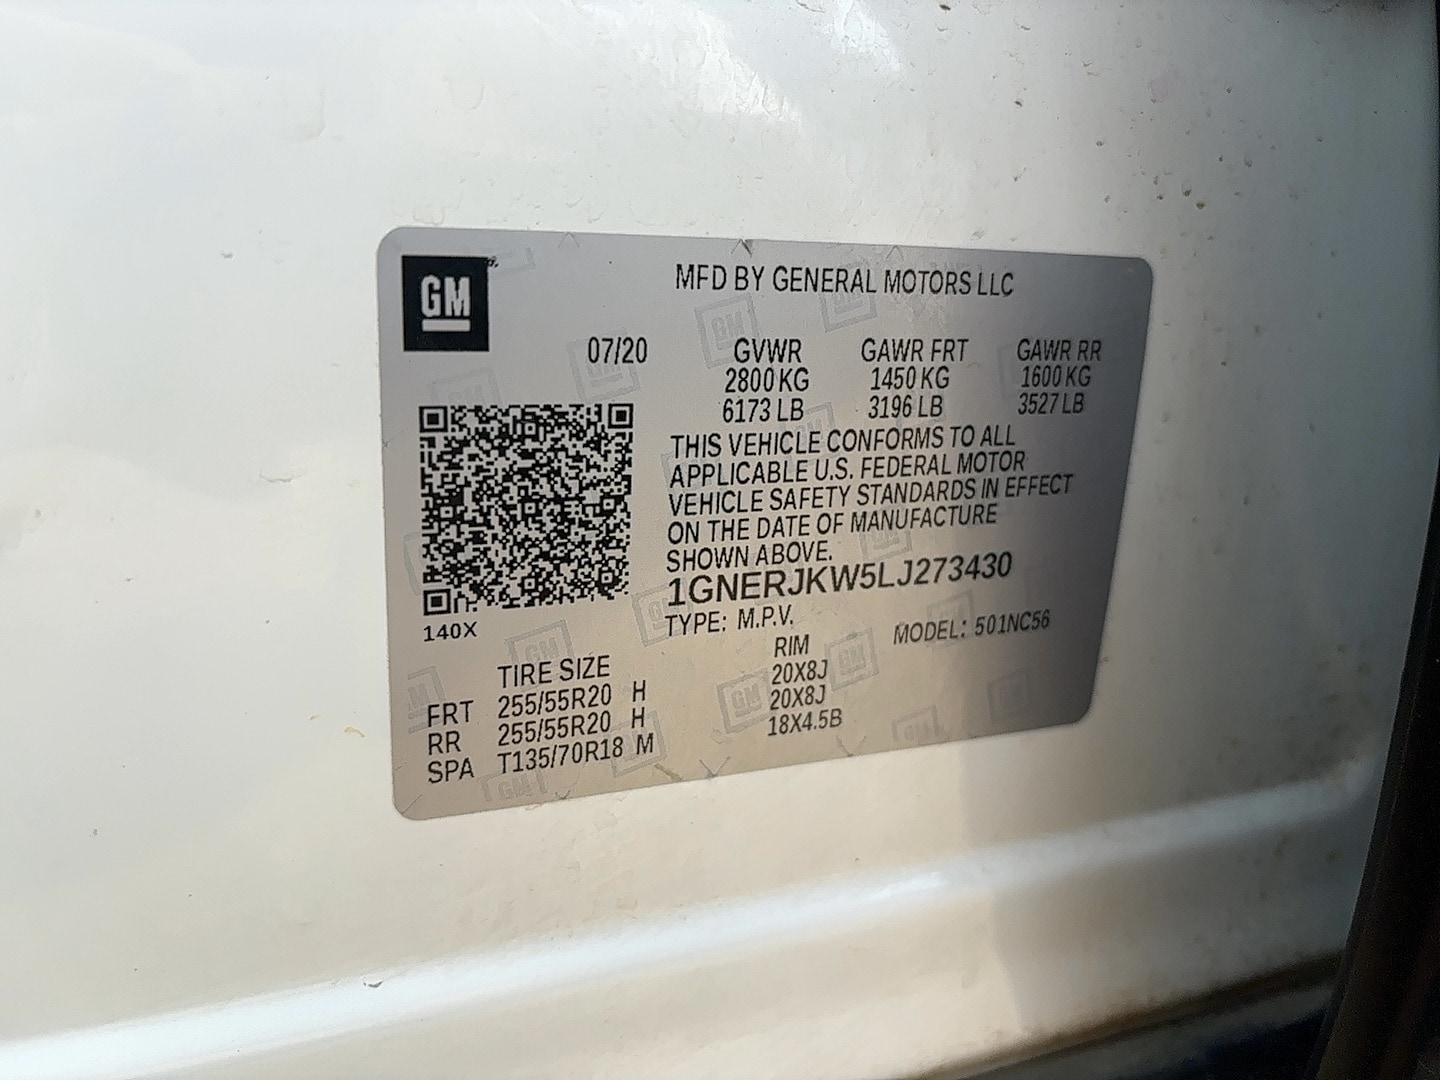 GM
MFD BY GENERAL MOTORS LLC
07/20 GVWR GAWR FRT GAWR RR
2800 KG 1450 KG 1600 KG
6173 LB 3196 LB 3527 LB
THIS VEHICLE CONFORMS TO ALL
APPLICABLE U.S. FEDERAL MOTOR
VEHICLE SAFETY STANDARDS IN EFFECT
ON THE DATE OF MANUFACTURE
SHOWN ABOVE.
1GNERJKW5LJ273430
TYPE: M.P.V. MODEL: 501NC56
140X
TIRE SIZE RIM
FRT 255/55R20 H 20X8J
RR 255/55R20 H 20X8J
SPA T135/70R18 M 18X4.5B